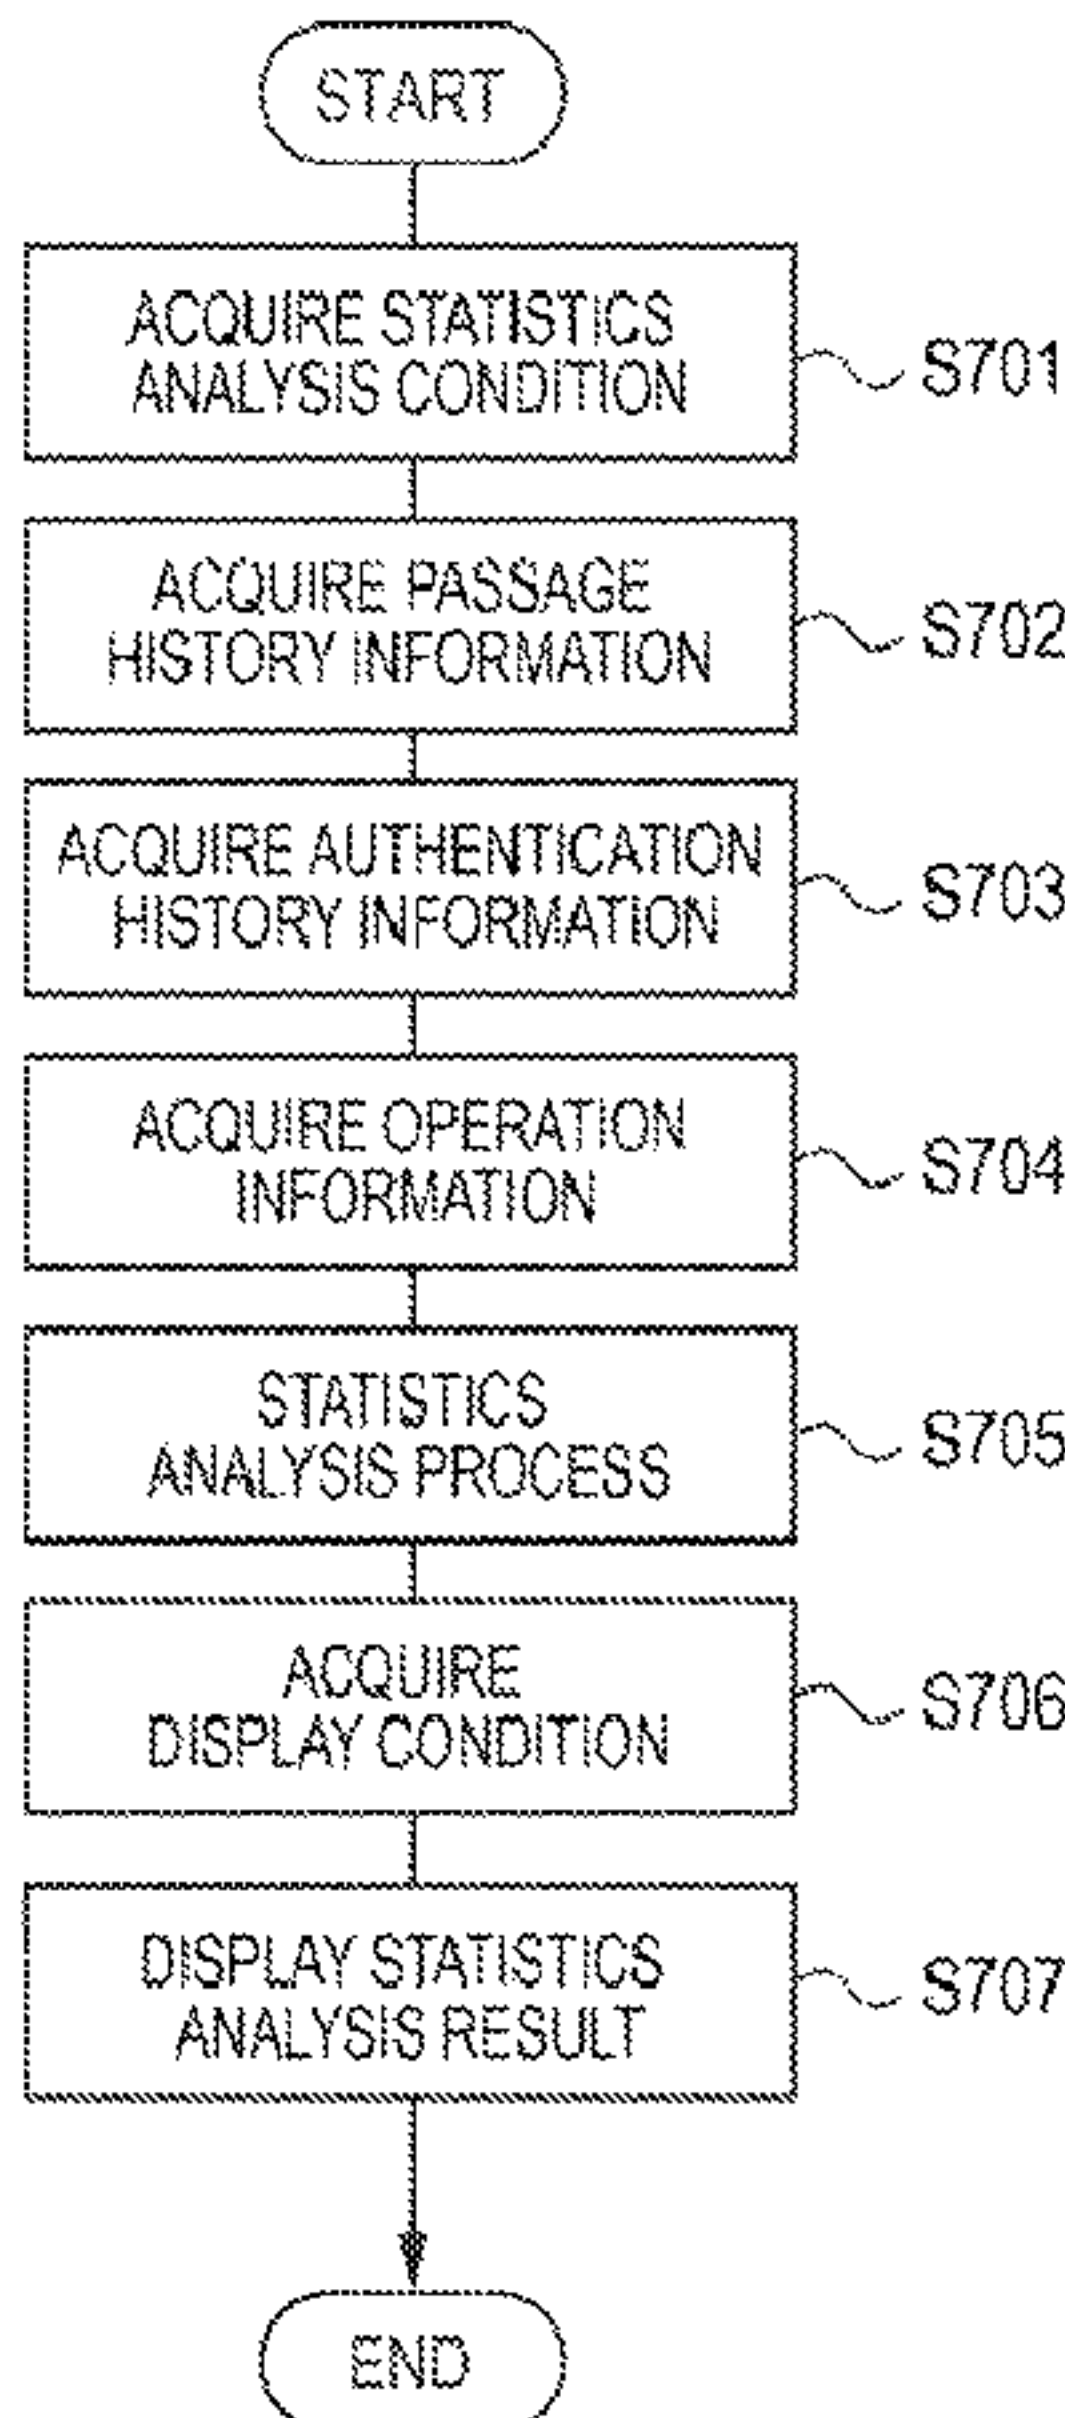 START
ACQUIRE STATISTICS
ANALYSIS CONDITION
S701
ACQUIRE PASSAGE
HISTORY INFORMATION
S702
ACQUIRE AUTHENTICATION
HISTORY INFORMATION
S703
ACQUIRE OPERATION
INFORMATION
S704
STATISTICS
ANALYSIS PROCESS
S705
ACQUIRE
DISPLAY CONDITION
S706
DISPLAY STATISTICS
ANALYSIS RESULT
S707
END